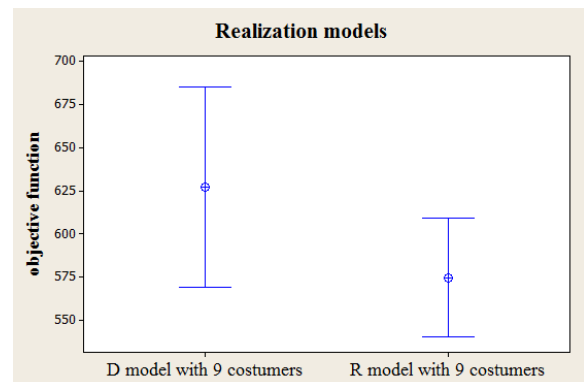 Realization models
objective function
700
675
650
625
600
575
550
D model with 9 costumers
R model with 9 costumers